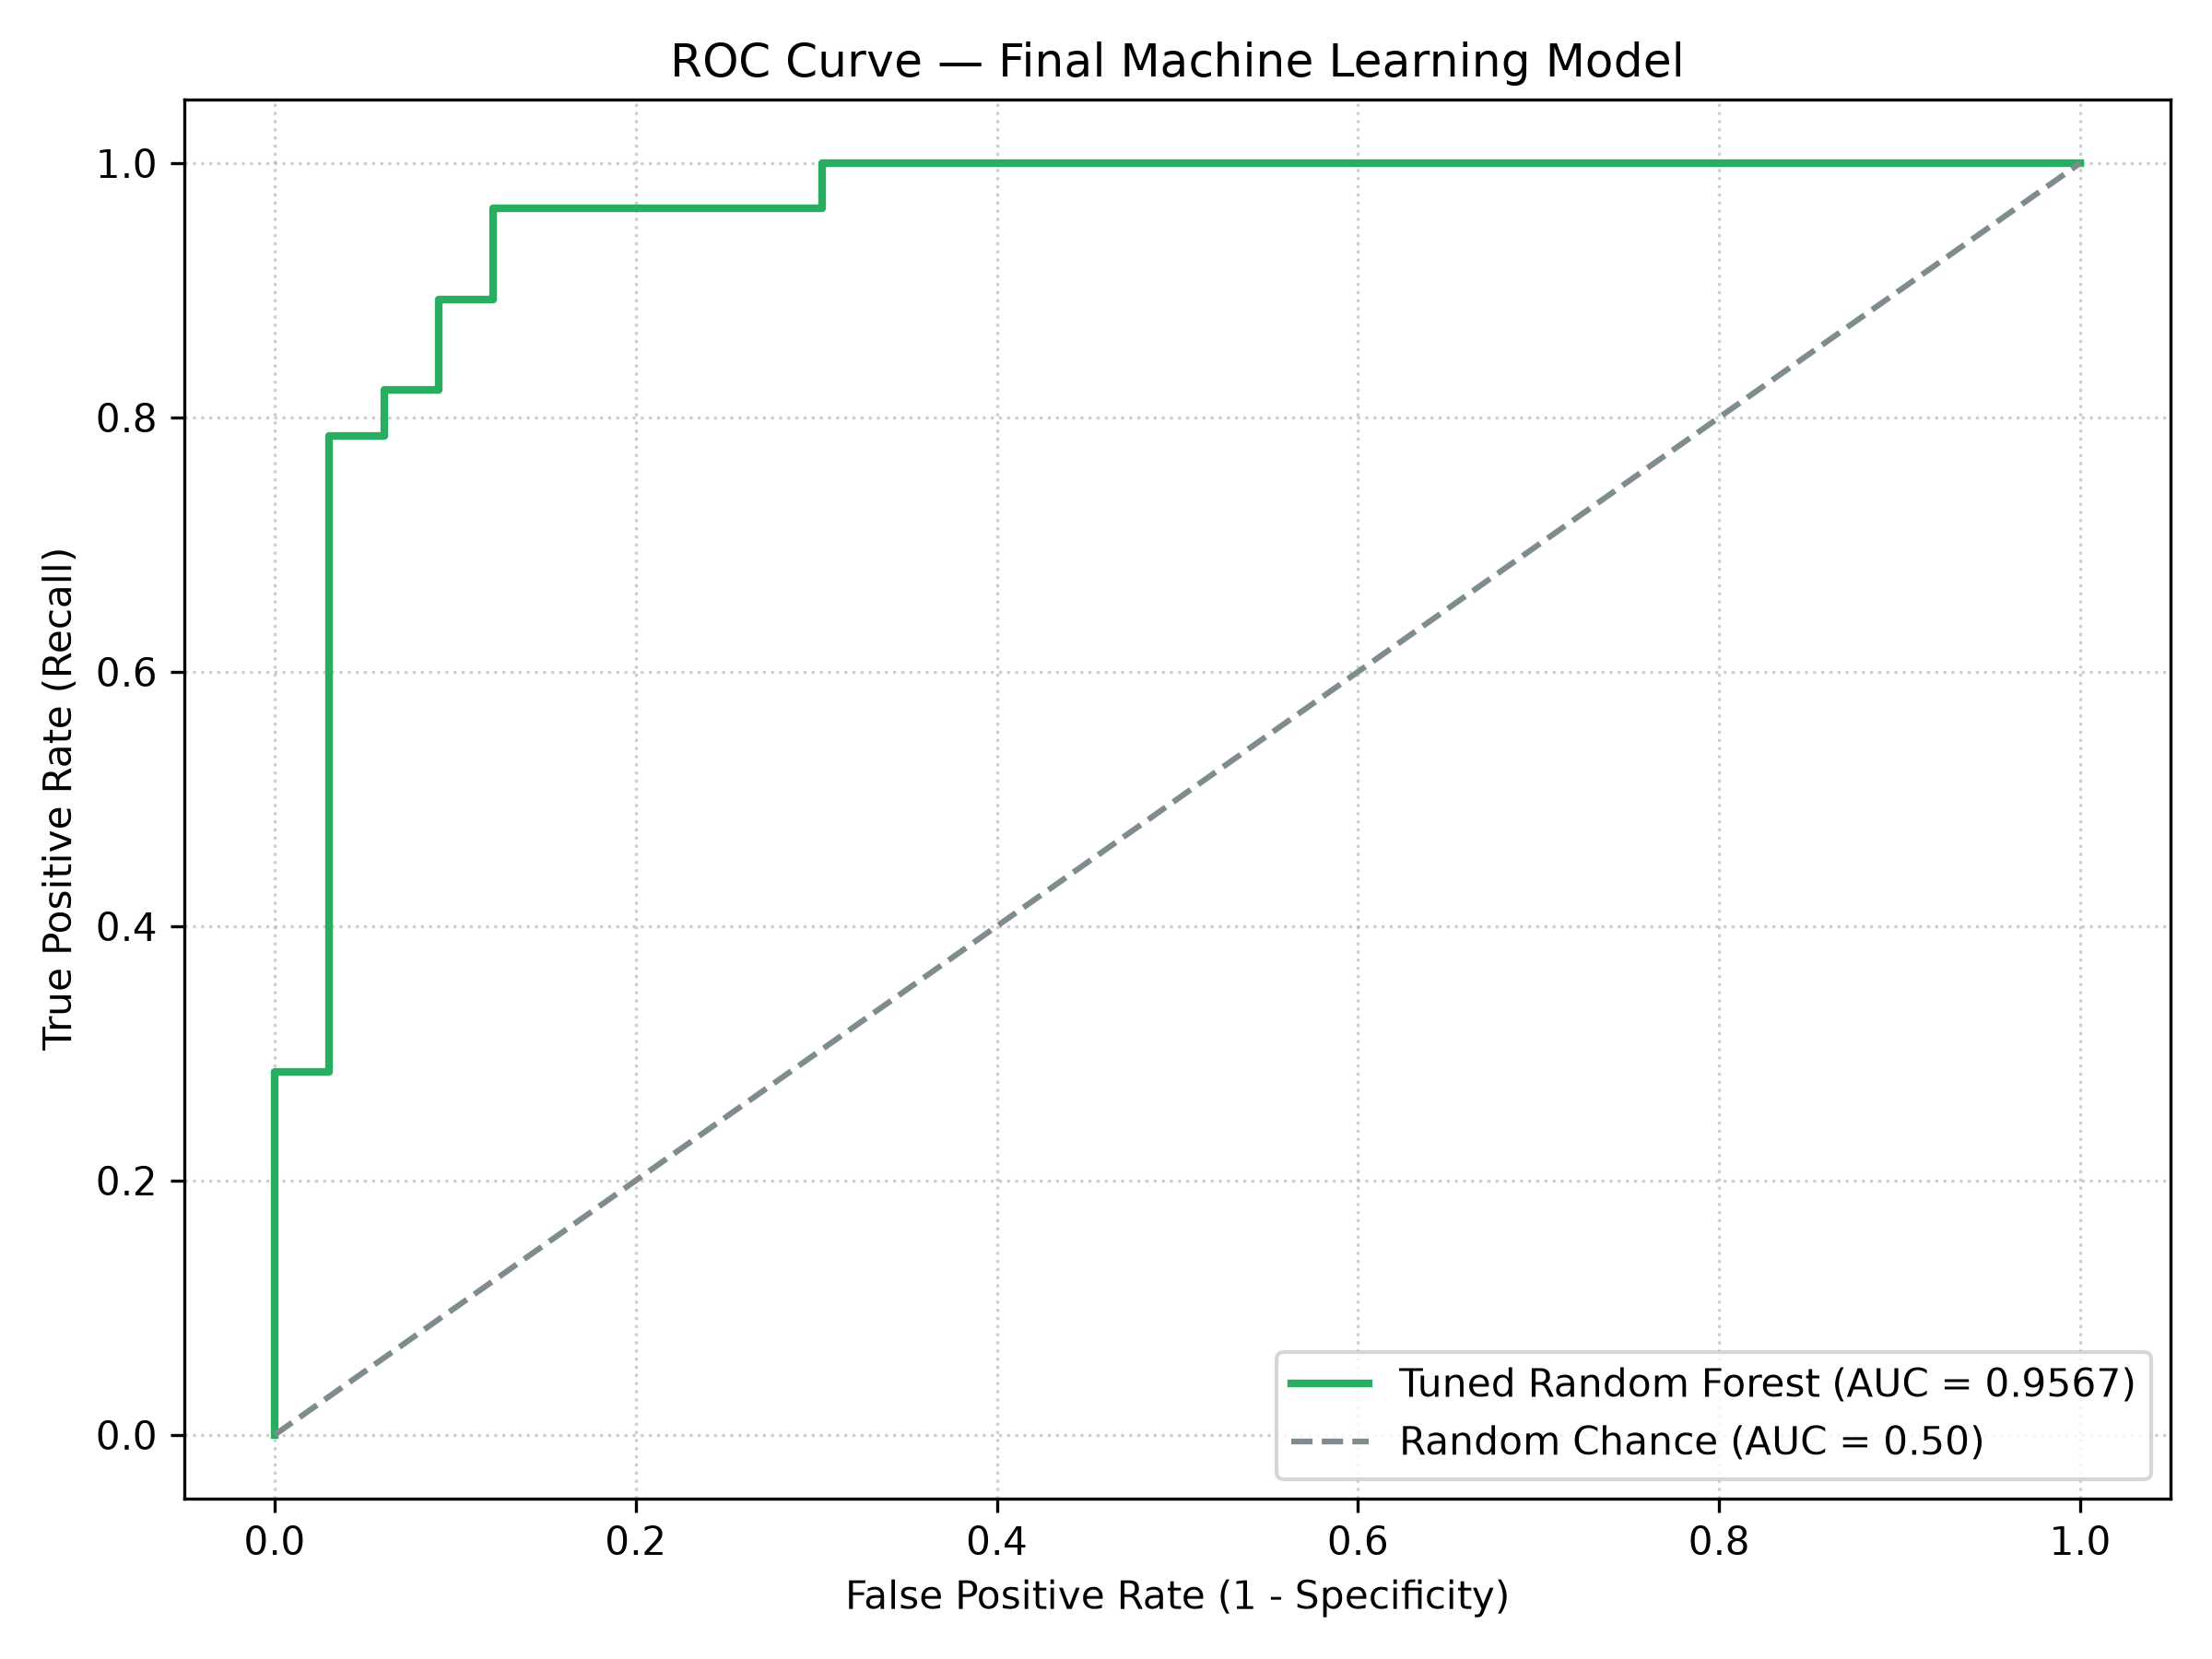 ROC Curve — Final Machine Learning Model
True Positive Rate (Recall)
1.0
0.8
0.6
0.4
0.2
0.0
0.0 0.2 0.4 0.6 0.8 1.0
False Positive Rate (1 - Specificity)
Tuned Random Forest (AUC = 0.9567)
Random Chance (AUC = 0.50)